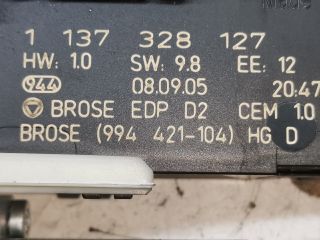 Made
1 137 328 127
HW: 1.0 SW: 9.8 EE: 12
944 08.09.05 20:47
BROSE EDP D2 CEM 1.0
BROSE (994 421-104) HG D